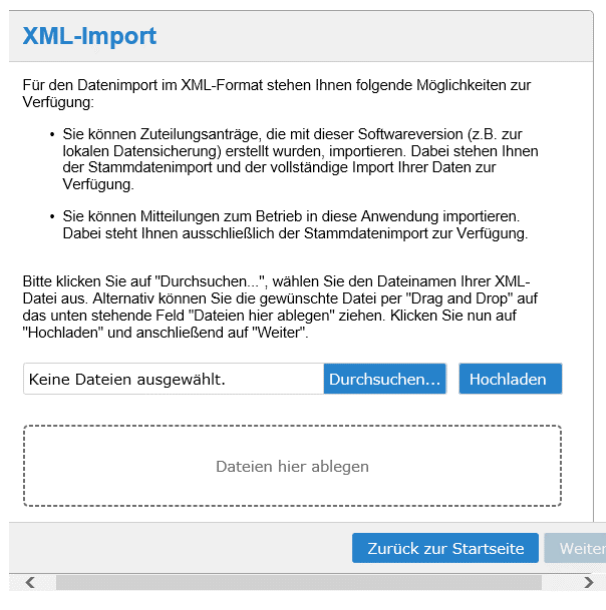 XML-Import
Für den Datenimport im XML-Format stehen Ihnen folgende Möglichkeiten zur
Verfügung:
• Sie können Zuteilungsanträge, die mit dieser Softwareversion (z.B. zur
lokalen Datensicherung) erstellt wurden, importieren. Dabei stehen Ihnen
der Stammdatenimport und der vollständige Import Ihrer Daten zur
Verfügung.
• Sie können Mitteilungen zum Betrieb in diese Anwendung importieren.
Dabei steht Ihnen ausschließlich der Stammdatenimport zur Verfügung.
Bitte klicken Sie auf "Durchsuchen...", wählen Sie den Dateinamen Ihrer XML-
Datei aus. Alternativ können Sie die gewünschte Datei per "Drag and Drop" auf
das unten stehende Feld "Dateien hier ablegen" ziehen. Klicken Sie nun auf
"Hochladen" und anschließend auf "Weiter".
Keine Dateien ausgewählt. Durchsuchen... Hochladen
Dateien hier ablegen
Zurück zur Startseite Weiter